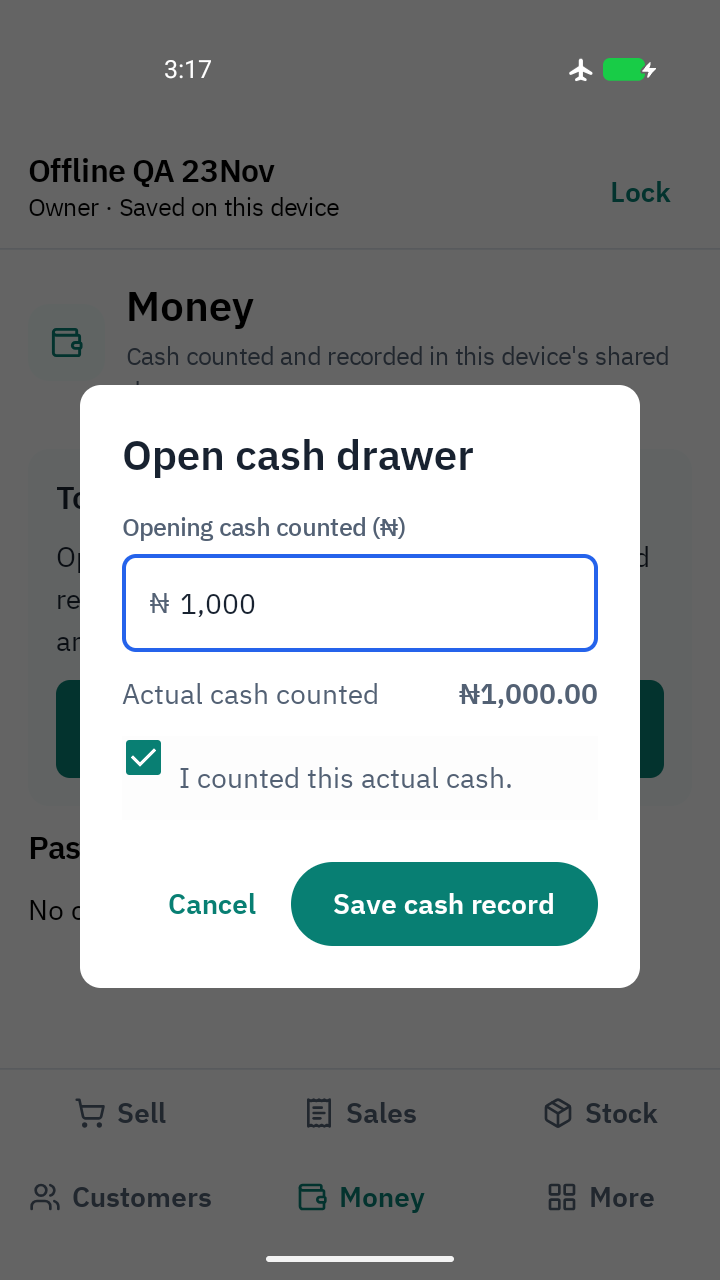 3:17
Offline QA 23Nov
Owner · Saved on this device
Lock
Money
Cash counted and recorded in this device's shared
Open cash drawer
Opening cash counted (₦)
₦ 1,000
Actual cash counted ₦1,000.00
I counted this actual cash.
Cancel
Save cash record
Sell
Sales
Stock
Customers
Money
More